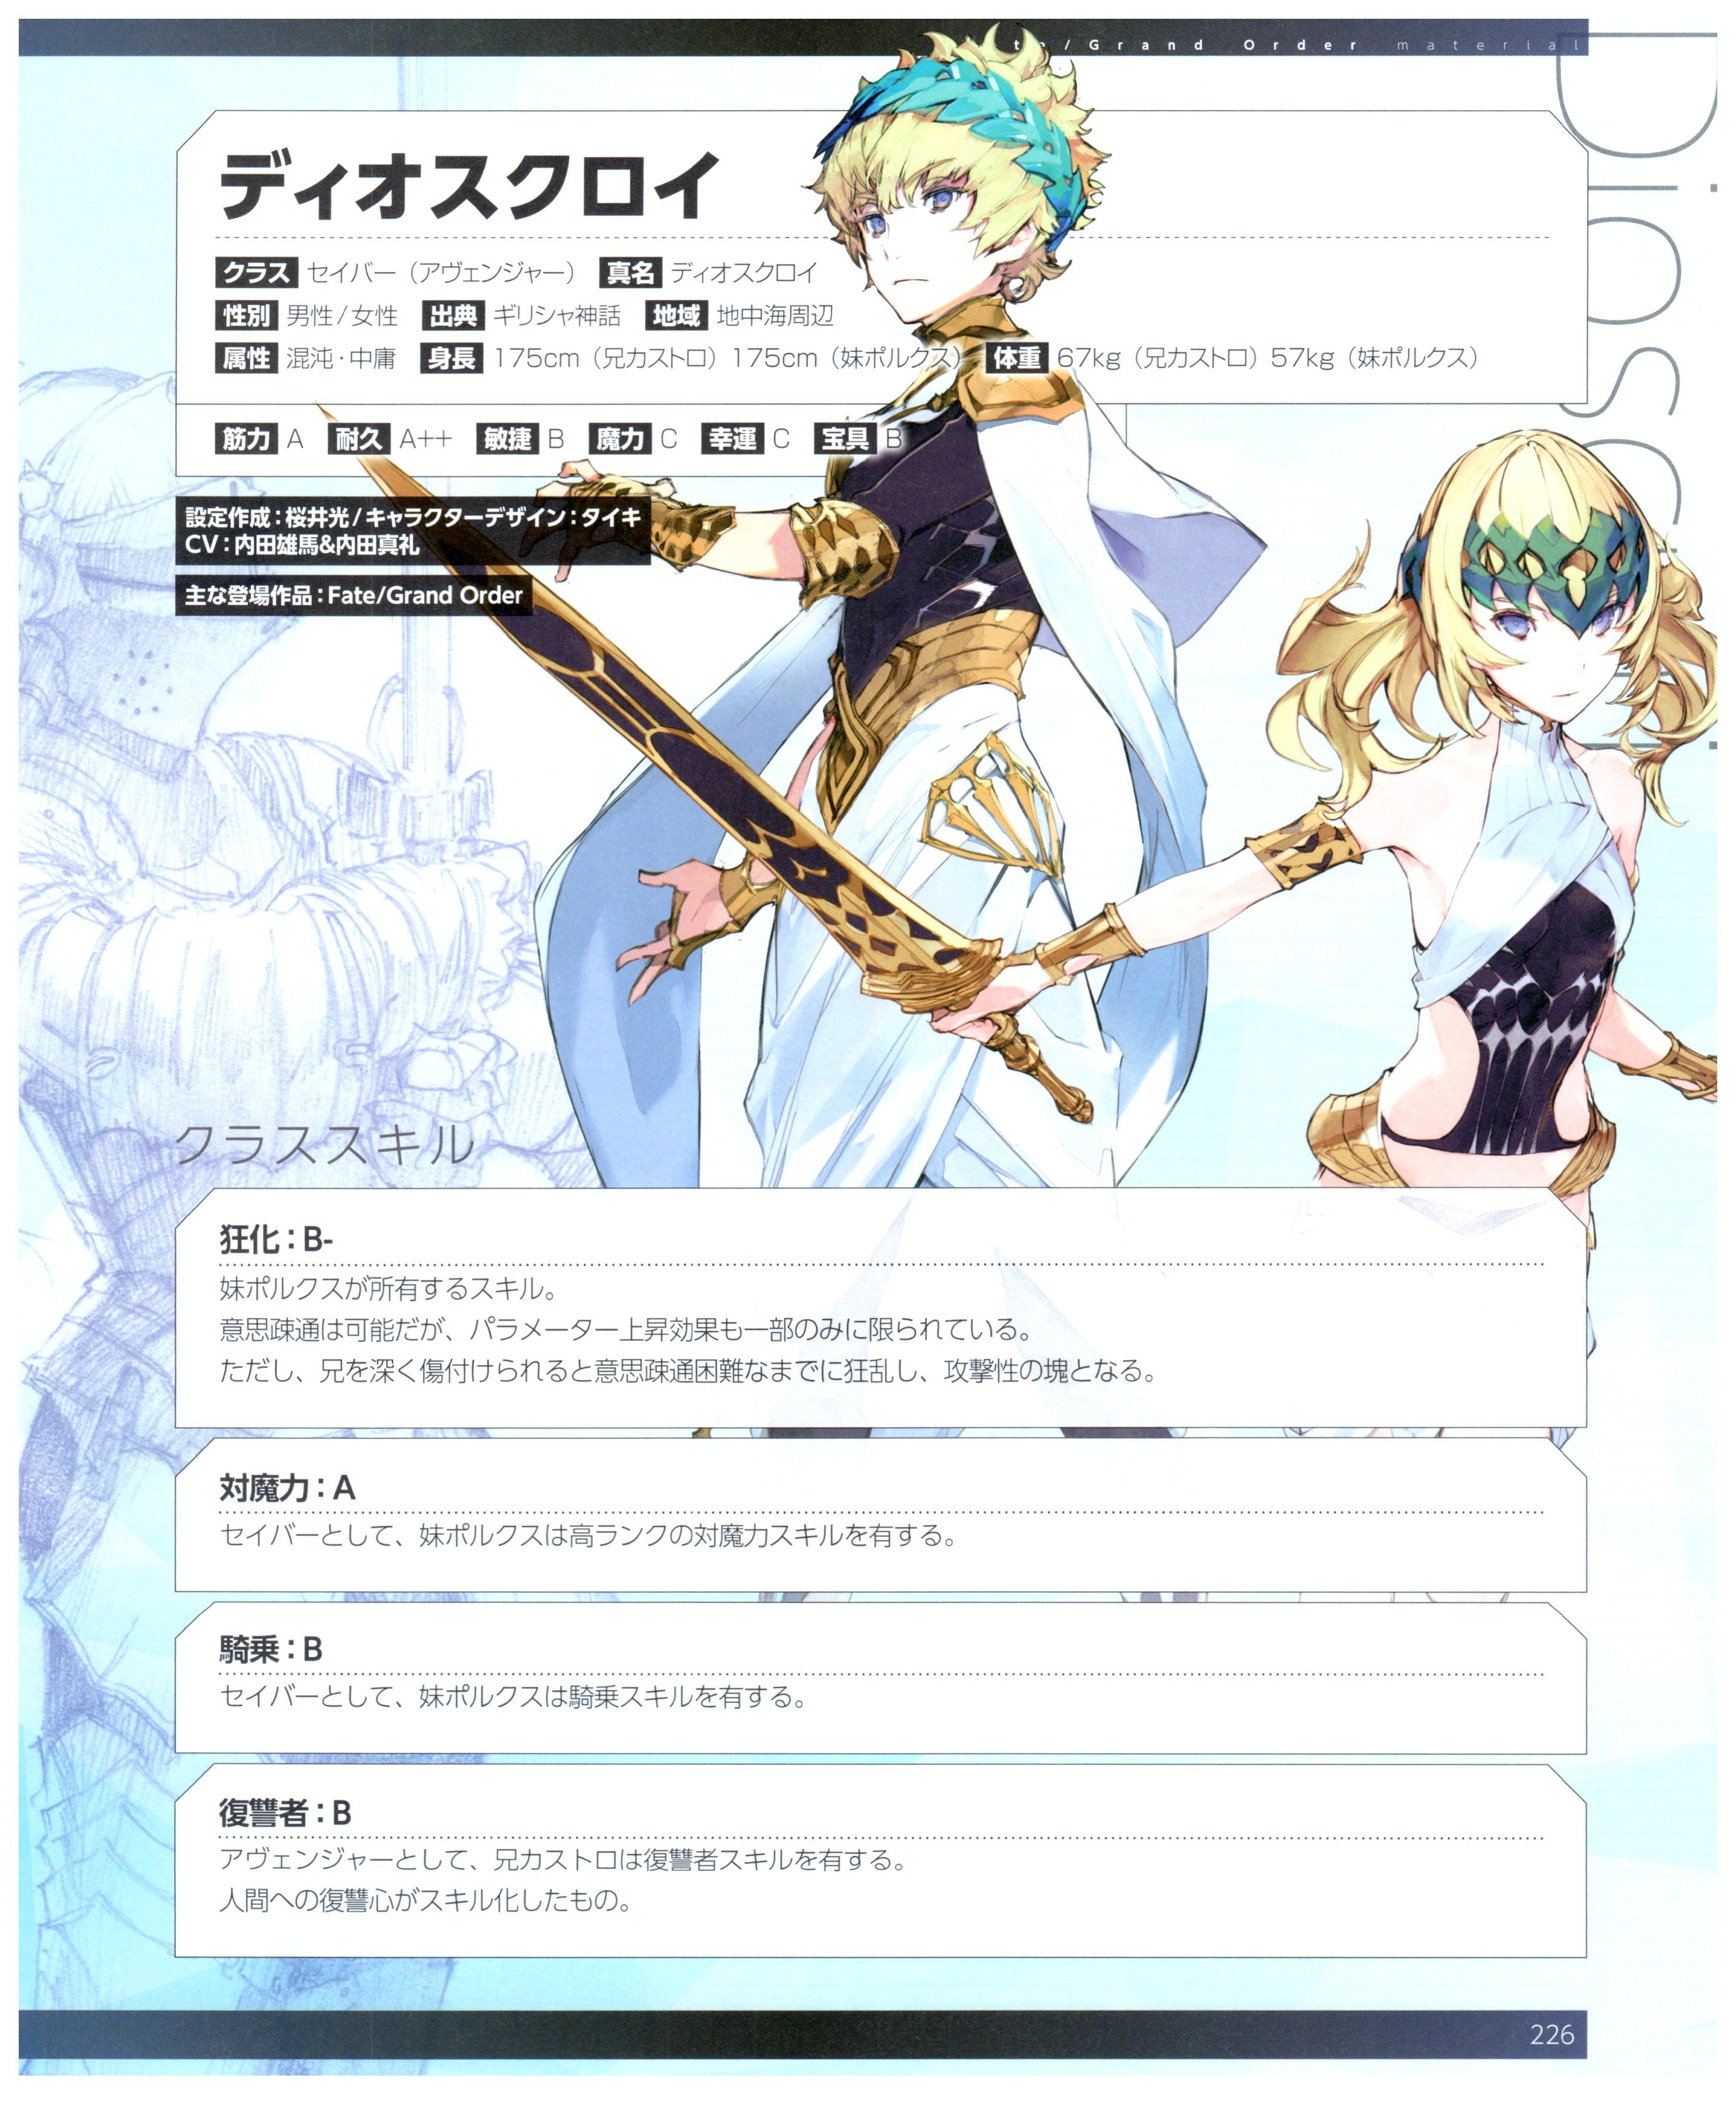 /Grand Order material
ディオスクロイ
クラス セイバー（アヴェンジャー） 真名 ディオスクロイ
性別 男性/女性 出典 ギリシャ神話 地域 地中海周辺
属性 混沌・中庸 身長 175cm（兄カストロ）175cm（妹ポルクス） 体重 67kg（兄カストロ）57kg（妹ポルクス）
筋力 A 耐久 A++ 敏捷 B 魔力 C 幸運 C 宝具 B
設定作成：桜井光/キャラクターデザイン：タイキ
CV：内田雄馬&内田真礼
主な登場作品：Fate/Grand Order
クラススキル
狂化：B-
妹ポルクスが所有するスキル。
意思疎通は可能だが、パラメーター上昇効果も一部のみに限られている。
ただし、兄を深く傷付けられると意思疎通困難なまでに狂乱し、攻撃性の塊となる。
対魔力：A
セイバーとして、妹ポルクスは高ランクの対魔力スキルを有する。
騎乗：B
セイバーとして、妹ポルクスは騎乗スキルを有する。
復讐者：B
アヴェンジャーとして、兄カストロは復讐者スキルを有する。
人間への復讐心がスキル化したもの。
226